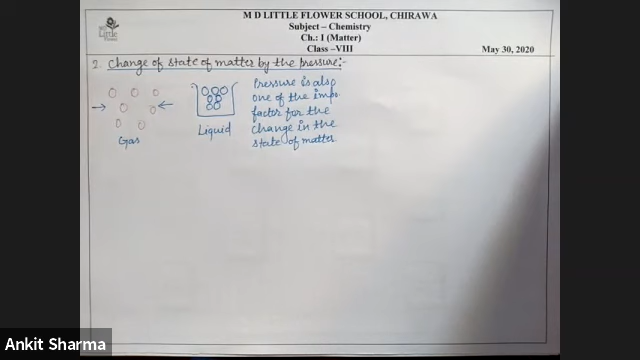 M D LITTLE FLOWER SCHOOL, CHIRAWA
Subject – Chemistry
Ch.: I (Matter)
Class –VIII
May 30, 2020
Little
2. Change of state of matter by the pressure:-
Pressure is also
one of the impo.
factor for the
change in the
state of matter
Gas
Liquid
Ankit Sharma